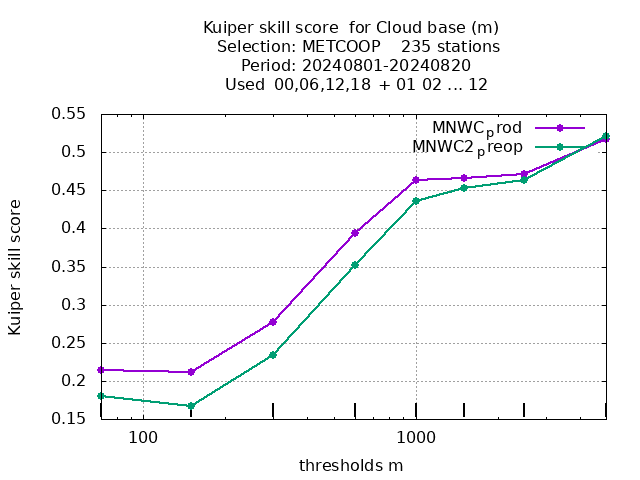 Kuiper skill score  for Cloud base (m)
Selection: METCOOP    235 stations
Period: 20240801-20240820
Used  00,06,12,18 + 01 02 ... 12
MNWC_prod
MNWC2_preop
0.55
0.5
0.45
0.4
0.35
0.3
0.25
0.2
0.15
Kuiper skill score
100
1000
thresholds m